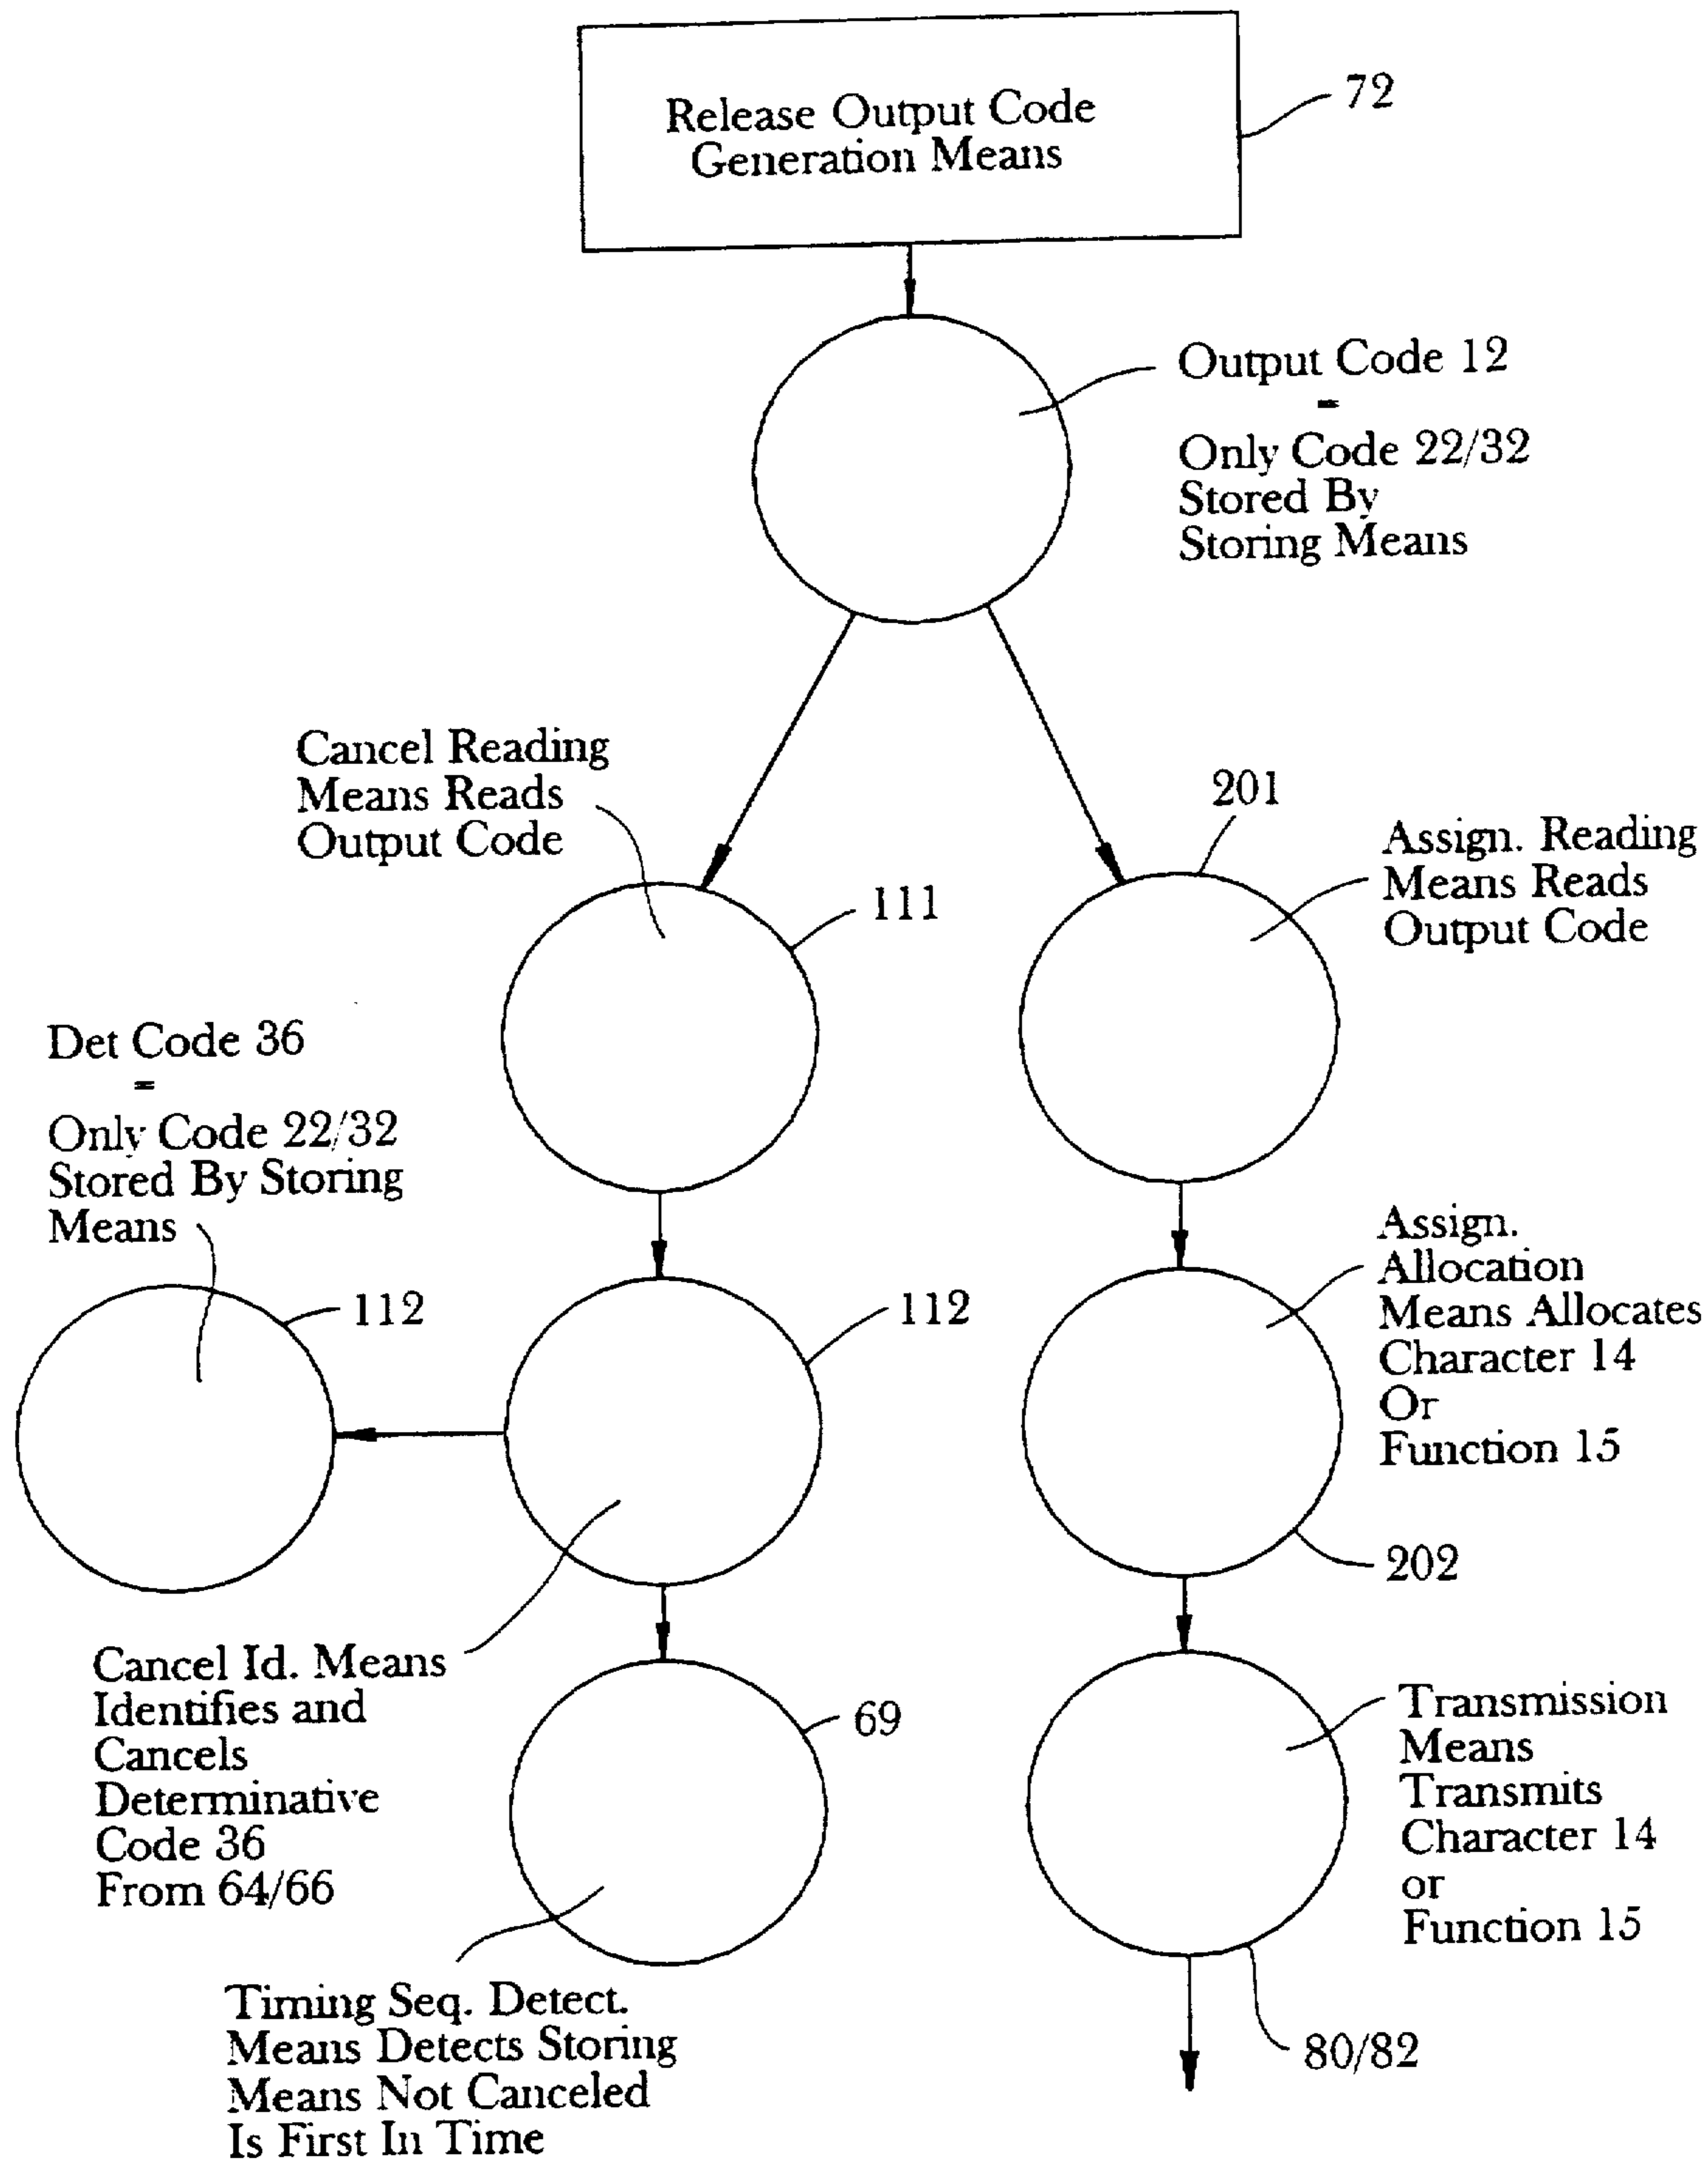 Release Output Code
Generation Means
72
Output Code 12
=
Only Code 22/32
Stored By
Storing Means
Cancel Reading
Means Reads
Output Code
111
201
Assign. Reading
Means Reads
Output Code
Det Code 36
=
Only Code 22/32
Stored By Storing
Means
112
112
Assign.
Allocation
Means Allocates
Character 14
Or
Function 15
202
Cancel Id. Means
Identifies and
Cancels
Determinative
Code 36
From 64/66
69
Transmission
Means
Transmits
Character 14
or
Function 15
80/82
Timing Seq. Detect.
Means Detects Storing
Means Not Canceled
Is First In Time